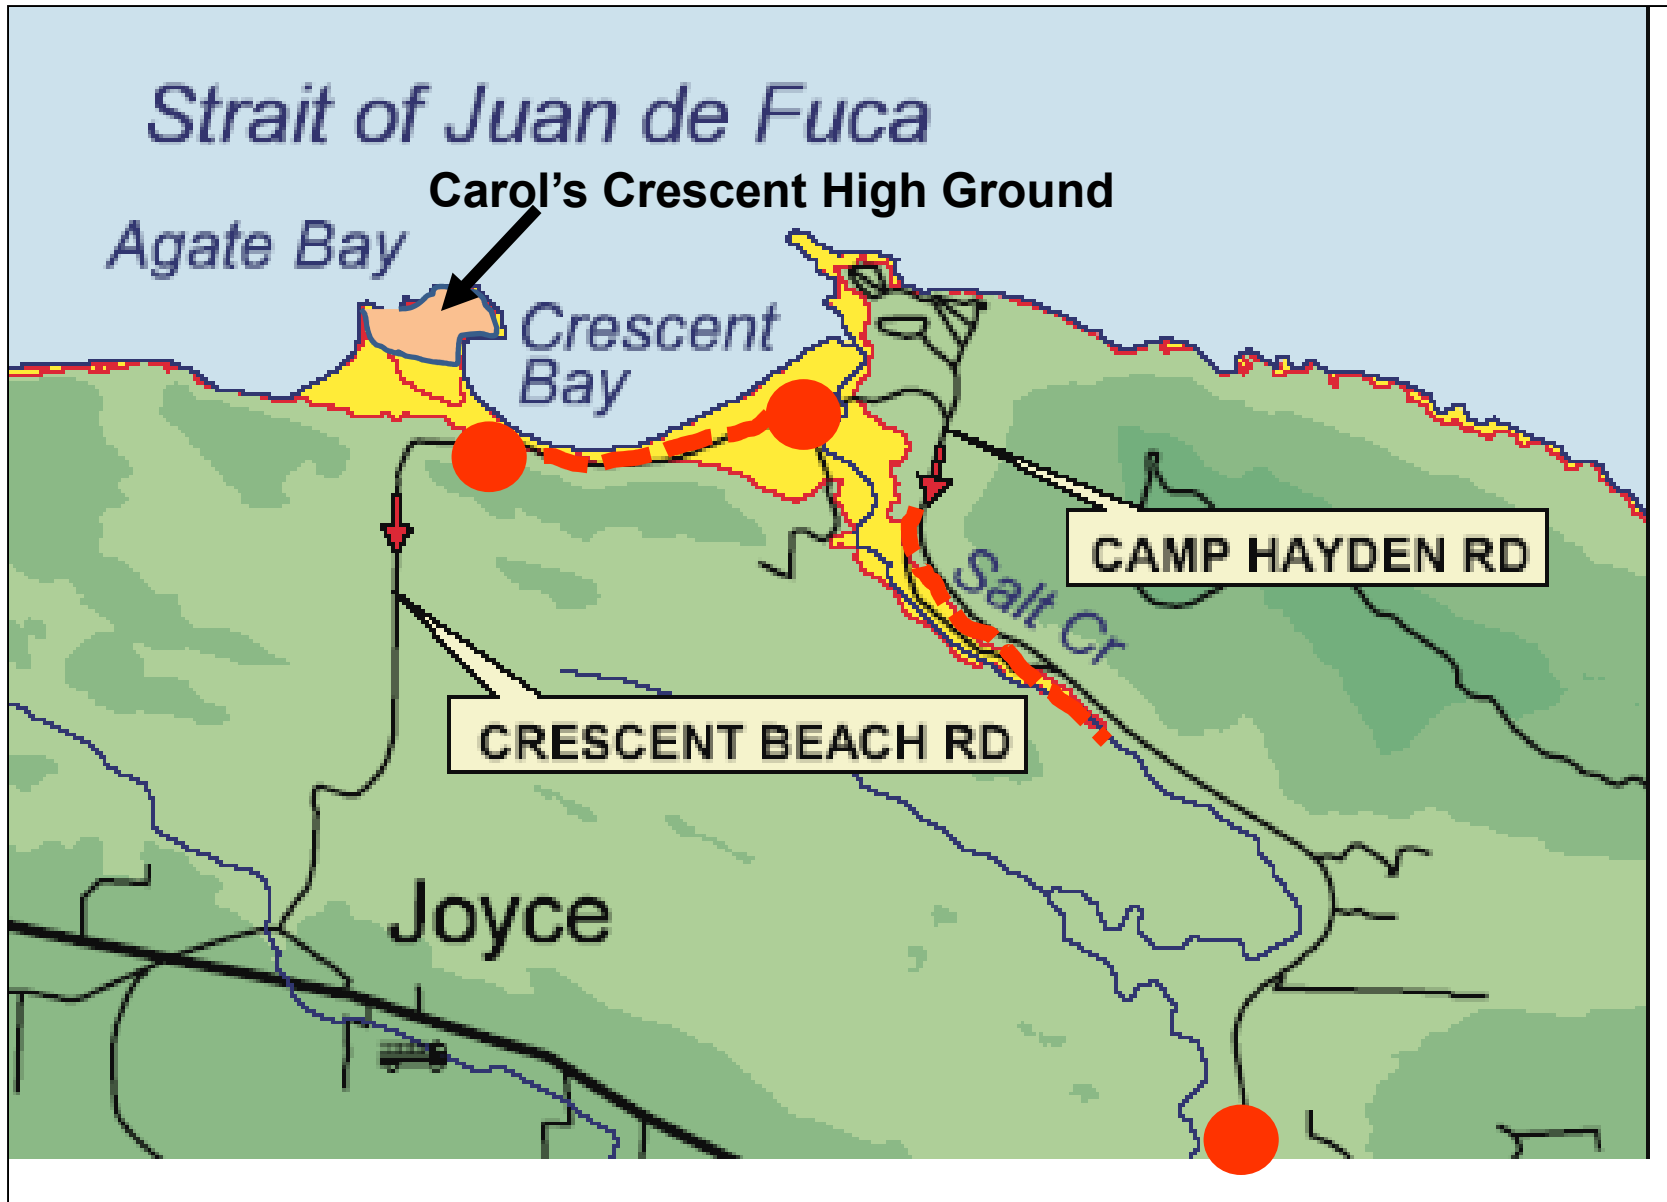 Strait of Juan de Fuca
Carol’s Crescent High Ground
Agate Bay
Crescent
Bay
CAMP HAYDEN RD
Salt Cr
CRESCENT BEACH RD
Joyce